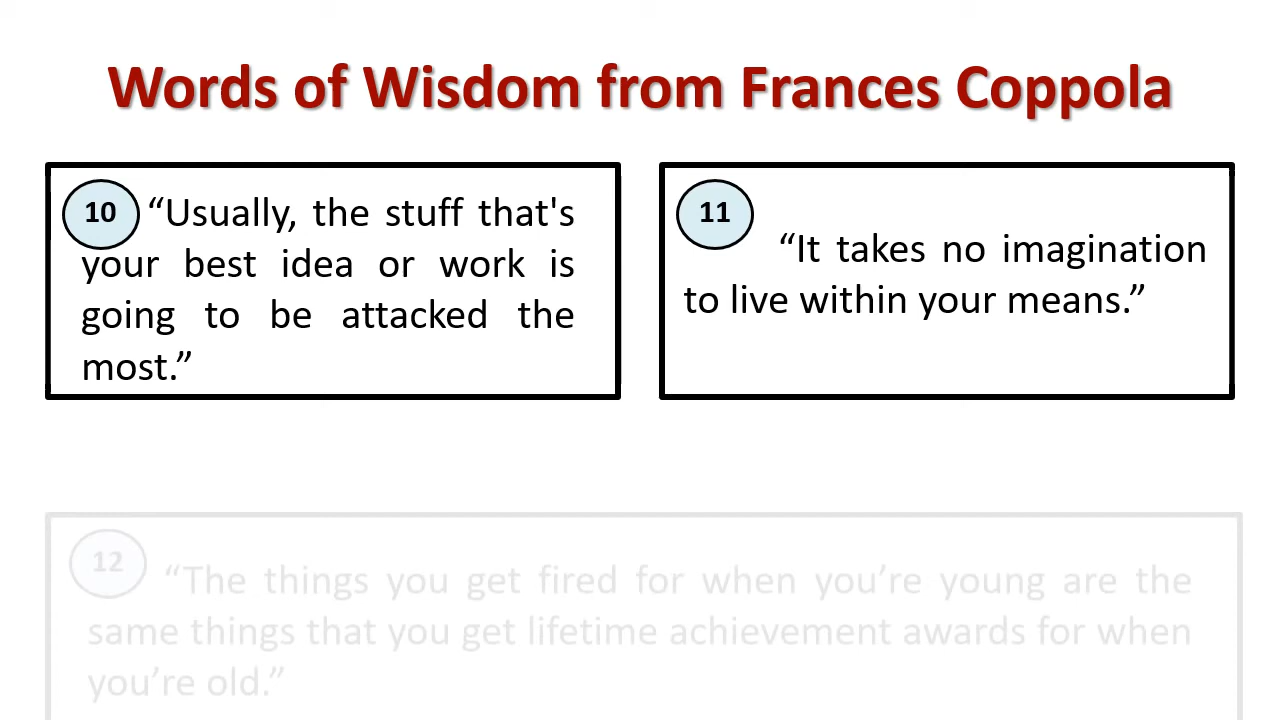 Words of Wisdom from Frances Coppola
10
“Usually, the stuff that's
your best idea or work is
going to be attacked the
most.”
11
“It takes no imagination
to live within your means.”
12
“The things you get fired for when you’re young are the
same things that you get lifetime achievement awards for when
you’re old.”